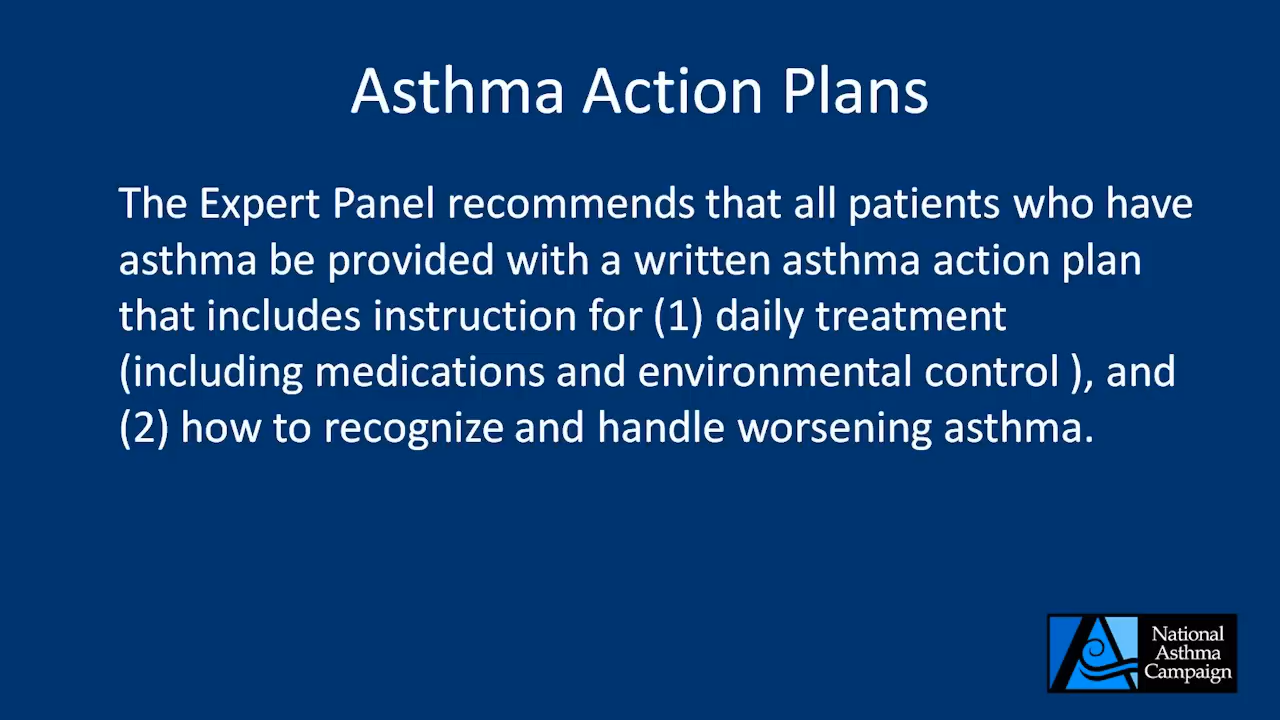 Asthma Action Plans
The Expert Panel recommends that all patients who have
asthma be provided with a written asthma action plan
that includes instruction for (1) daily treatment
(including medications and environmental control ), and
(2) how to recognize and handle worsening asthma.
National
Asthma
Campaign